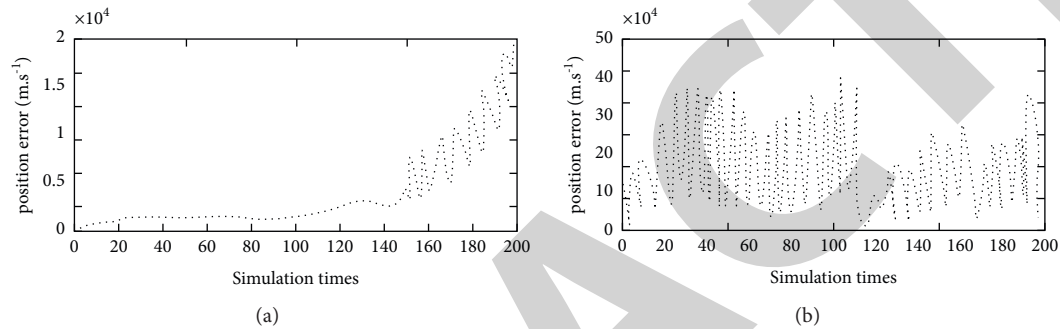 ×10⁴
2
1.5
1
0.5
0
position error (m.s⁻¹)
0 20 40 60 80 100 120 140 160 180 200
Simulation times
(a)
50
40
30
20
10
0
position error (m.s⁻¹)
0 20 40 60 80 100 120 140 160 200
Simulation times
(b)
ACT